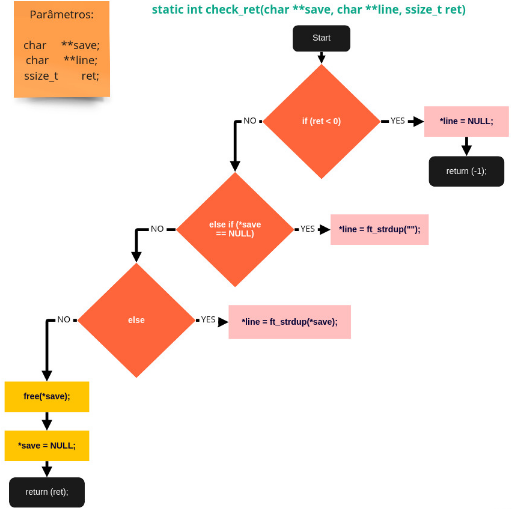 static int check_ret(char **save, char **line, ssize_t ret)
Parâmetros:
char **save;
char **line;
ssize_t ret;
Start
if (ret < 0)
NO
YES
*line = NULL;
return (-1);
else if (*save
== NULL)
NO
YES
*line = ft_strdup("");
else
NO
YES
*line = ft_strdup(*save);
free(*save);
*save = NULL;
return (ret);